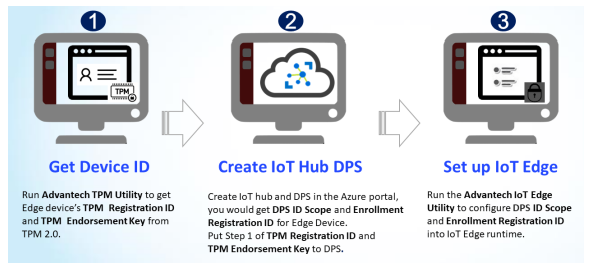 1
2
3
TPM
Get Device ID
Run Advantech TPM Utility to get
Edge device's TPM Registration ID
and TPM Endorsement Key from
TPM 2.0.
Create IoT Hub DPS
Create IoT hub and DPS in the Azure portal,
you would get DPS ID Scope and Enrollment
Registration ID for Edge Device.
Put Step 1 of TPM Registration ID and
TPM Endorsement Key to DPS.
Set up IoT Edge
Run the Advantech IoT Edge
Utility to configure DPS ID Scope
and Enrollment Registration ID
into IoT Edge runtime.